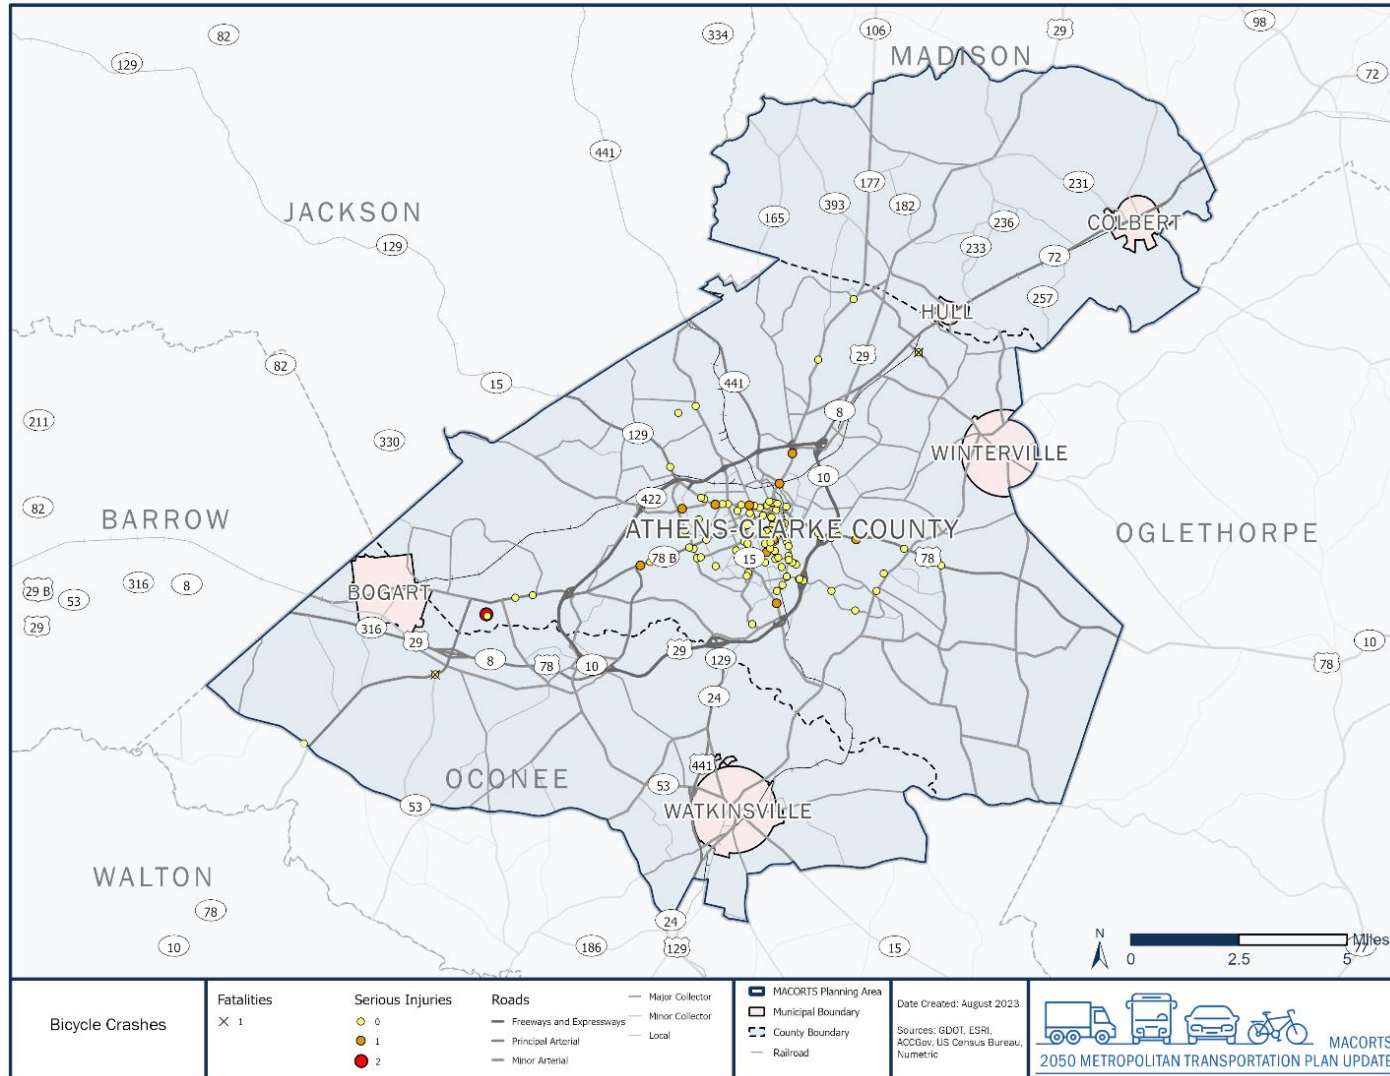 82
334
106
29
98
129
MADISON
72
441
177
231
JACKSON
165
393
182
236
COLBERT
129
233
72
257
HULL
82
29
15
441
8
211
330
129
WINTERVILLE
10
82
BARROW
422
ATHENS-CLARKE COUNTY
OGLETHORPE
78 B
15
78
29 B
316
8
53
BOGART
29
316
29
8
78
10
29
129
10
78
24
OCONEE
441
53
53
WATKINSVILLE
WALTON
78
24
10
186
129
15
77
N
Miles
0
2.5
5
Bicycle Crashes
Fatalities
1
Serious Injuries
0
1
2
Roads
Freeways and Expressways
Principal Arterial
Minor Arterial
Major Collector
Minor Collector
Local
MACORTS Planning Area
Municipal Boundary
County Boundary
Railroad
Date Created: August 2023
Sources: GDOT, ESRI,
ACCGov, US Census Bureau,
Numetric
MACORTS
2050 METROPOLITAN TRANSPORTATION PLAN UPDATE